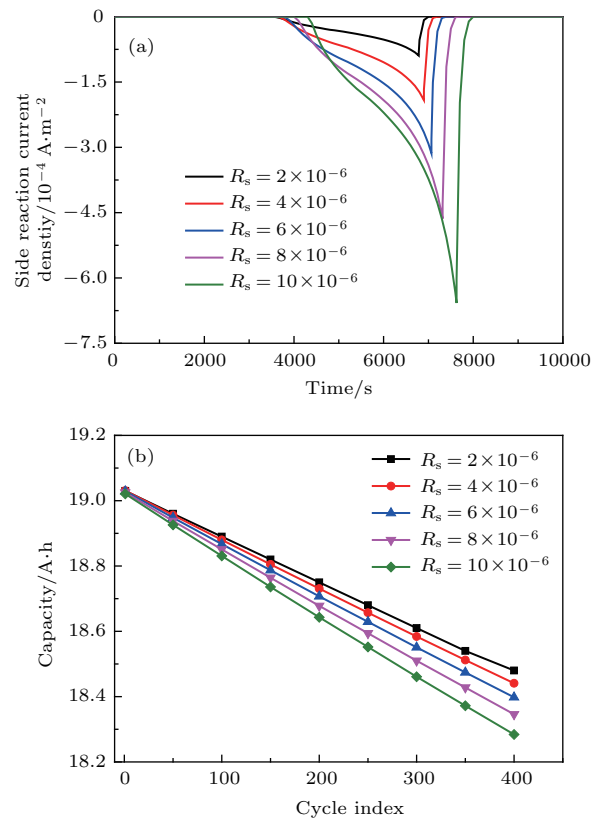 0
−1.5
−3.0
−4.5
−6.0
−7.5
Side reaction current
denstiy/10⁻⁴ A·m⁻²
(a)
Rₛ = 2×10⁻⁶
Rₛ = 4×10⁻⁶
Rₛ = 6×10⁻⁶
Rₛ = 8×10⁻⁶
Rₛ = 10×10⁻⁶
0 2000 4000 6000 8000 10000
Time/s
19.2
19.0
18.8
18.6
18.4
18.2
Capacity/A·h
(b)
Rₛ = 2×10⁻⁶
Rₛ = 4×10⁻⁶
Rₛ = 6×10⁻⁶
Rₛ = 8×10⁻⁶
Rₛ = 10×10⁻⁶
0 100 200 300 400
Cycle index